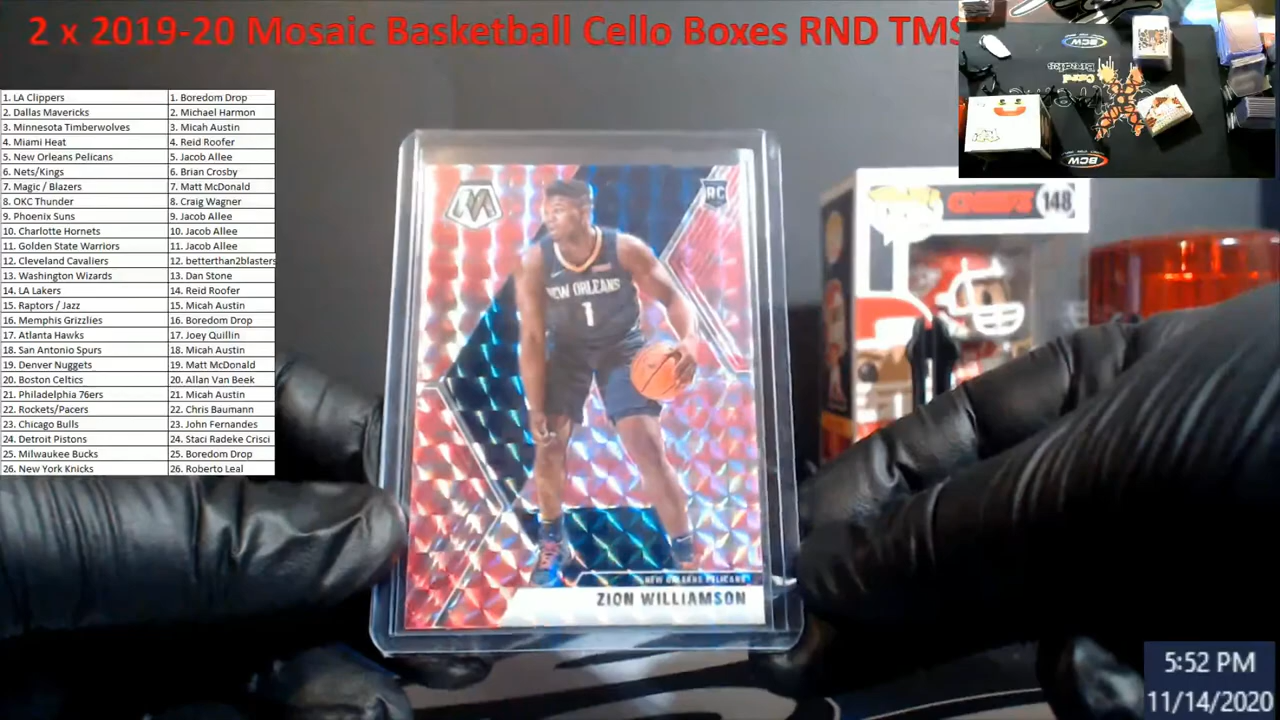 2 x 2019-20 Mosaic Basketball Cello Boxes RND TMS
1. LA Clippers 1. Boredom Drop
2. Dallas Mavericks 2. Michael Harmon
3. Minnesota Timberwolves 3. Micah Austin
4. Miami Heat 4. Reid Roofer
5. New Orleans Pelicans 5. Jacob Allee
6. Nets/Kings 6. Brian Crosby
7. Magic / Blazers 7. Matt McDonald
8. OKC Thunder 8. Craig Wagner
9. Phoenix Suns 9. Jacob Allee
10. Charlotte Hornets 10. Jacob Allee
11. Golden State Warriors 11. Jacob Allee
12. Cleveland Cavaliers 12. betterthan2blasters
13. Washington Wizards 13. Dan Stone
14. LA Lakers 14. Reid Roofer
15. Raptors / Jazz 15. Micah Austin
16. Memphis Grizzlies 16. Boredom Drop
17. Atlanta Hawks 17. Joey Quillin
18. San Antonio Spurs 18. Micah Austin
19. Denver Nuggets 19. Matt McDonald
20. Boston Celtics 20. Allan Van Beek
21. Philadelphia 76ers 21. Micah Austin
22. Rockets/Pacers 22. Chris Baumann
23. Chicago Bulls 23. John Fernandes
24. Detroit Pistons 24. Staci Radeke Crisci
25. Milwaukee Bucks 25. Boredom Drop
26. New York Knicks 26. Roberto Leal
RC
NEW ORLEANS
1
NEW ORLEANS PELICANS
ZION WILLIAMSON
CHIEFS 148
BCW
Card
Breakers
BCW
5:52 PM
11/14/2020